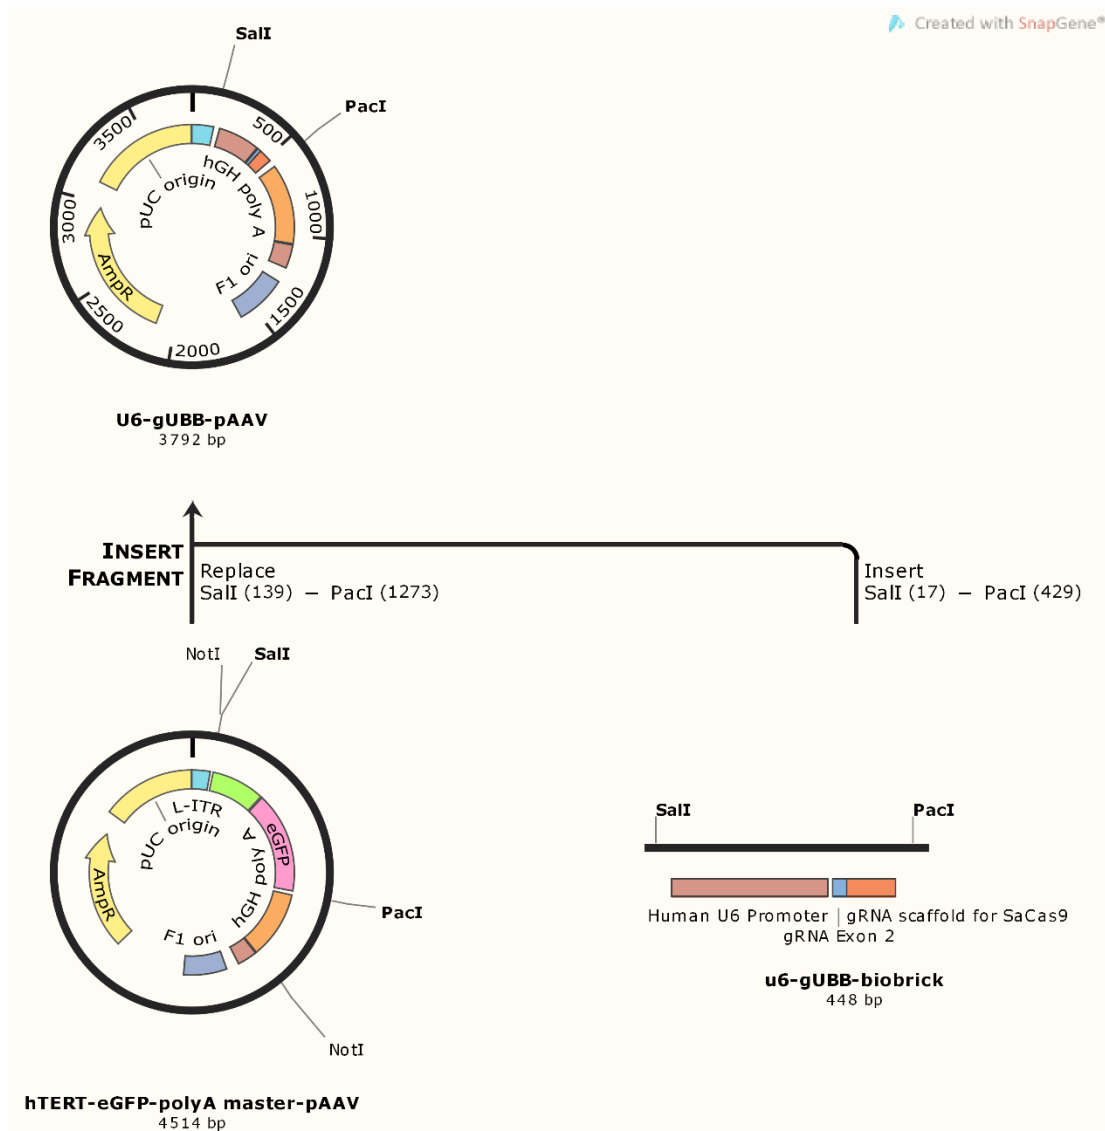 Created with SnapGene®
SalI
PacI
500
1000
1500
2000
2500
3000
3500
hGH poly A
pUC origin
F1 ori
AmpR
U6-gUBB-pAAV
3792 bp
INSERT
FRAGMENT
Replace
SalI (139) – PacI (1273)
Insert
SalI (17) – PacI (429)
NotI
SalI
L-ITR
pUC origin
eGFP
hGH poly A
AmpR
F1 ori
PacI
NotI
hTERT-eGFP-polyA master-pAAV
4514 bp
SalI
PacI
Human U6 Promoter | gRNA scaffold for SaCas9
gRNA Exon 2
u6-gUBB-biobrick
448 bp